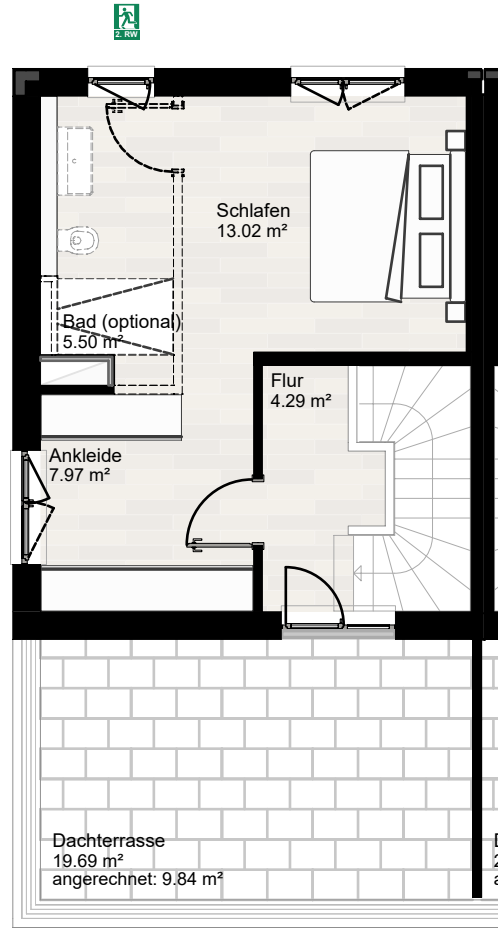 2. RW
Schlafen
13.02 m²
Bad (optional)
5.50 m²
Flur
4.29 m²
Ankleide
7.97 m²
Dachterrasse
19.69 m²
angerechnet: 9.84 m²